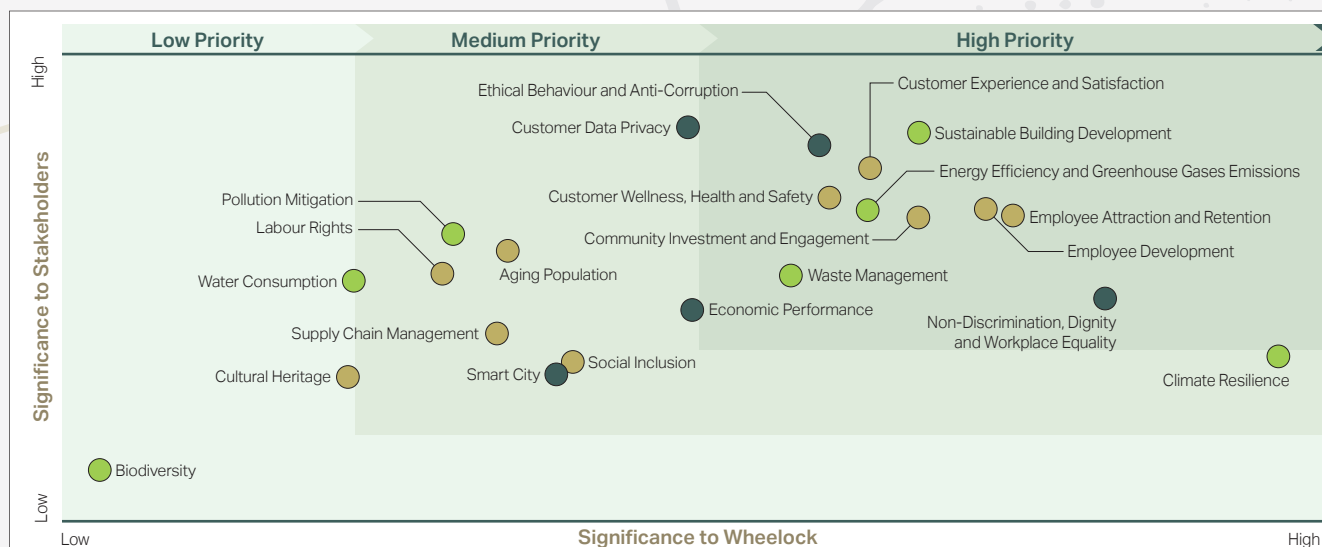 Low Priority
Medium Priority
High Priority
High
Significance to Stakeholders
Low
Ethical Behaviour and Anti-Corruption
Customer Experience and Satisfaction
Customer Data Privacy
Sustainable Building Development
Energy Efficiency and Greenhouse Gases Emissions
Customer Wellness, Health and Safety
Pollution Mitigation
Labour Rights
Community Investment and Engagement
Employee Attraction and Retention
Employee Development
Water Consumption
Aging Population
Waste Management
Economic Performance
Non-Discrimination, Dignity
and Workplace Equality
Supply Chain Management
Social Inclusion
Smart City
Cultural Heritage
Climate Resilience
Biodiversity
Low
Significance to Wheelock
High